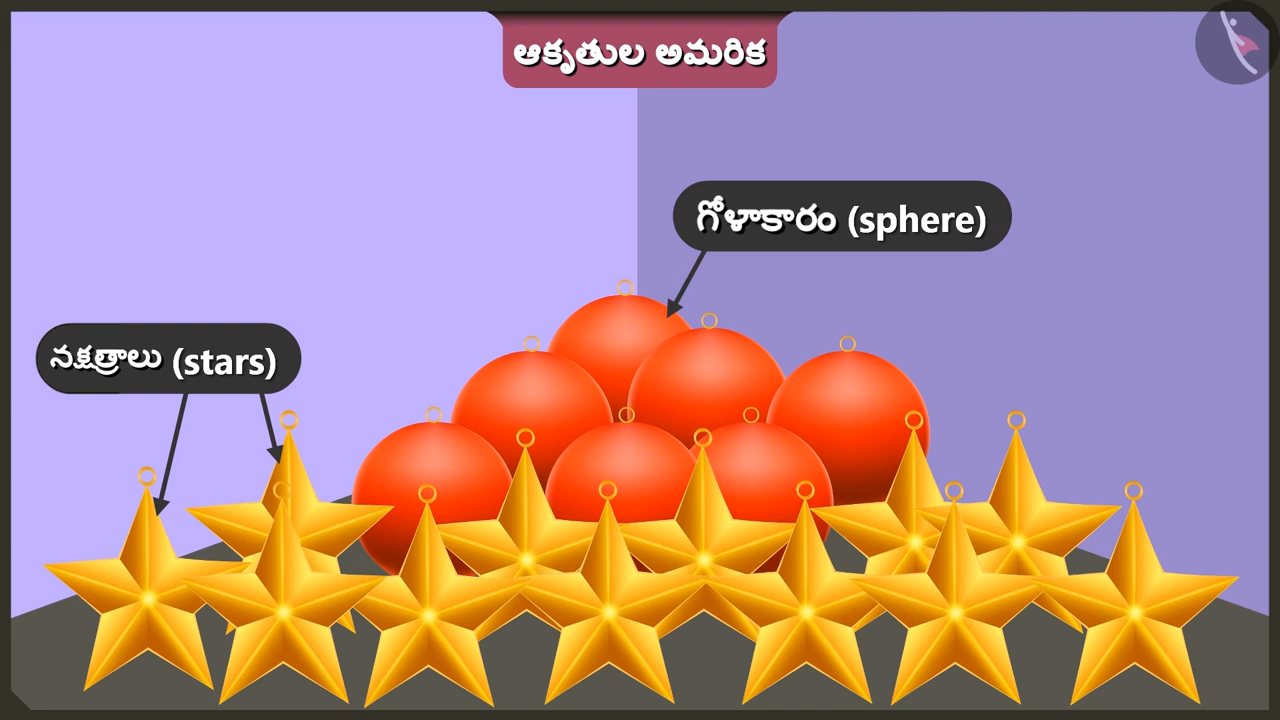 ఆకృతుల అమరిక
గోళాకారం (sphere)
నక్షత్రాలు (stars)